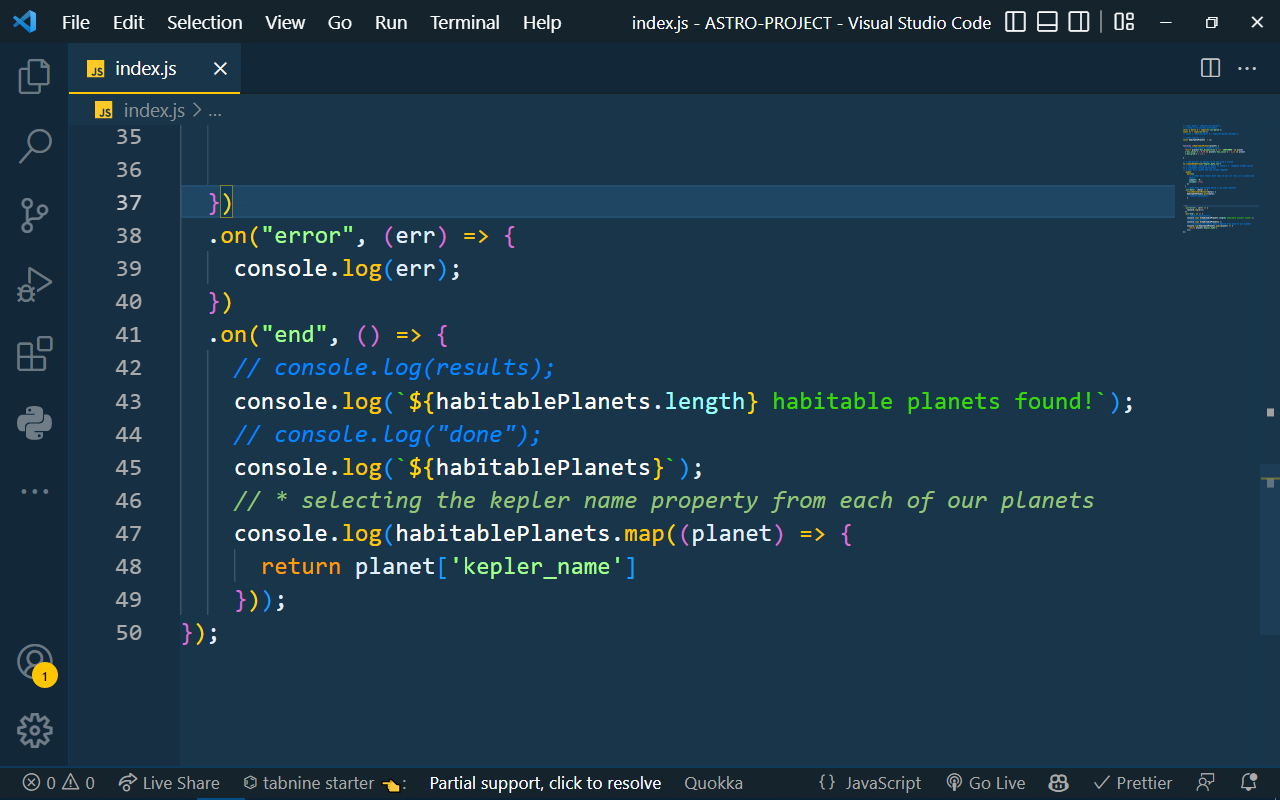 File Edit Selection View Go Run Terminal Help index.js - ASTRO-PROJECT - Visual Studio Code
JS index.js
JS index.js > ...
35
36
37 })
38 .on("error", (err) => {
39 console.log(err);
40 })
41 .on("end", () => {
42 // console.log(results);
43 console.log(`${habitablePlanets.length} habitable planets found!`);
44 // console.log("done");
45 console.log(`${habitablePlanets}`);
46 // * selecting the kepler name property from each of our planets
47 console.log(habitablePlanets.map((planet) => {
48 return planet['kepler_name']
49 }));
50 });
1
0 0 Live Share tabnine starter 👈: Partial support, click to resolve Quokka {} JavaScript Go Live Prettier